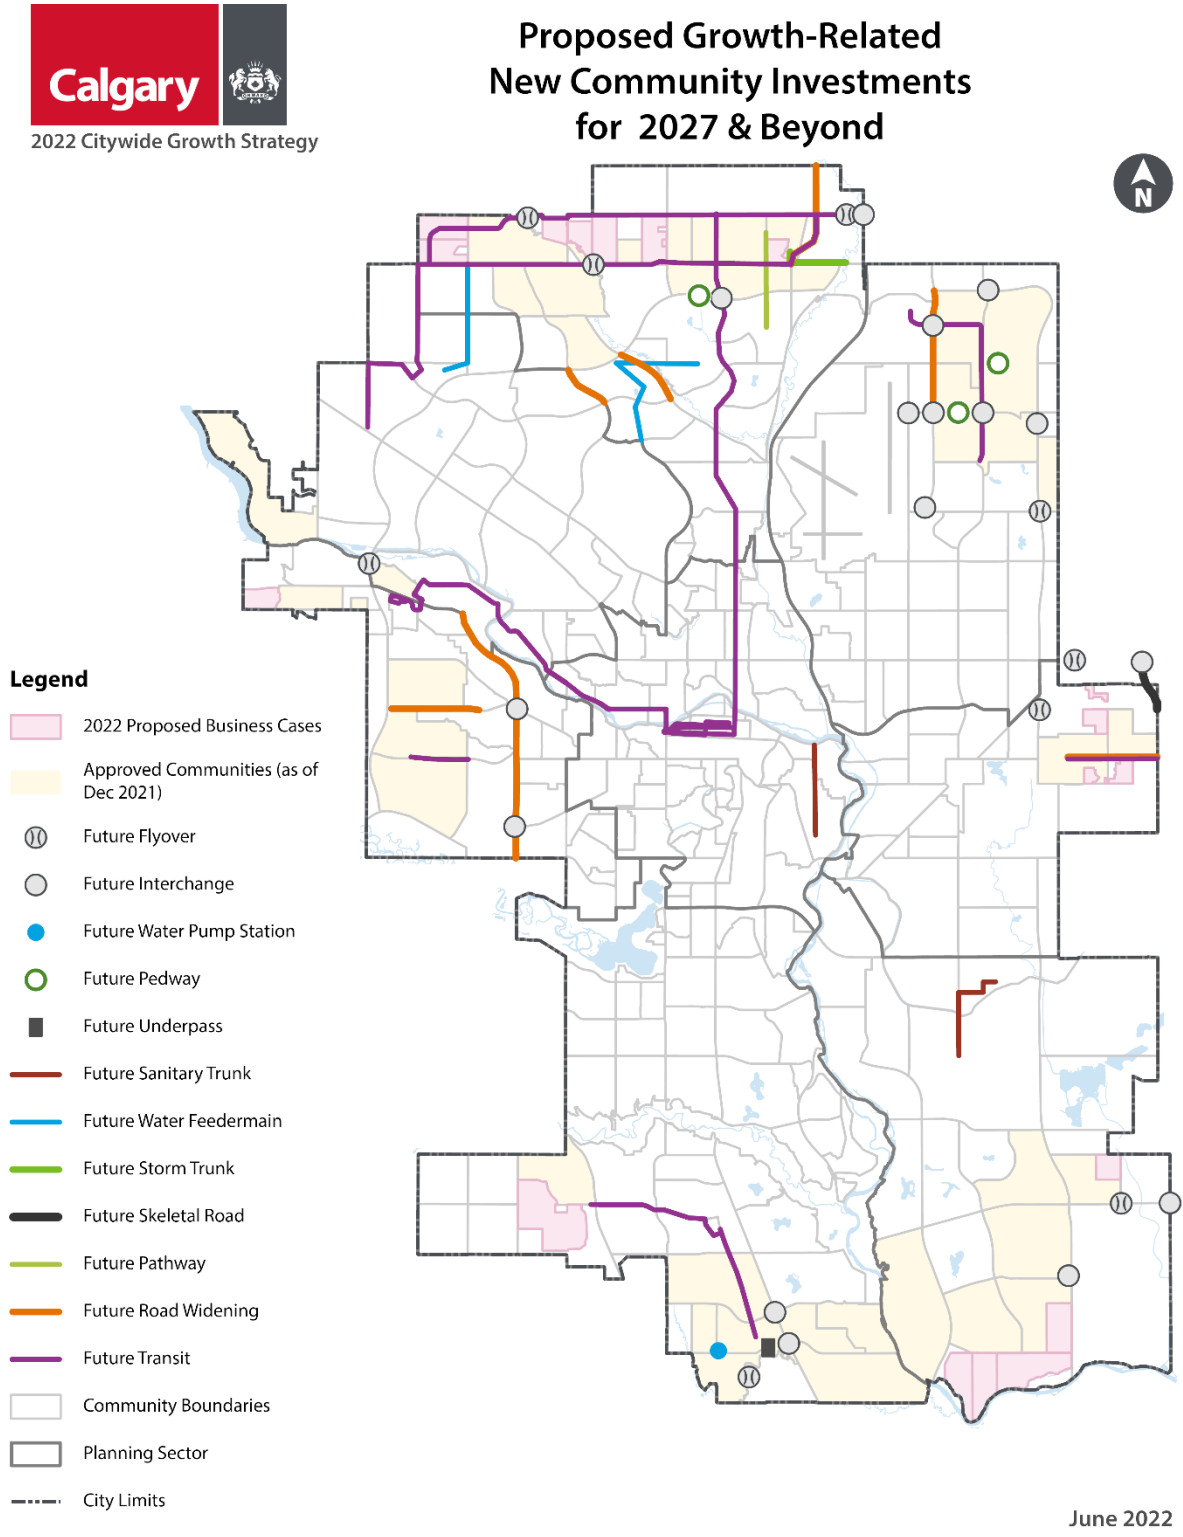 Calgary
2022 Citywide Growth Strategy
Proposed Growth-Related
New Community Investments
for 2027 & Beyond
N
Legend
2022 Proposed Business Cases
Approved Communities (as of
Dec 2021)
Future Flyover
Future Interchange
Future Water Pump Station
Future Pedway
Future Underpass
Future Sanitary Trunk
Future Water Feedermain
Future Storm Trunk
Future Skeletal Road
Future Pathway
Future Road Widening
Future Transit
Community Boundaries
Planning Sector
City Limits
June 2022